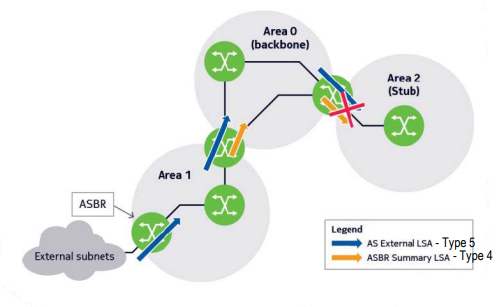 Area 0
(backbone)
Area 2
(Stub)
Area 1
ASBR
External subnets
Legend
AS External LSA - Type 5
ASBR Summary LSA - Type 4